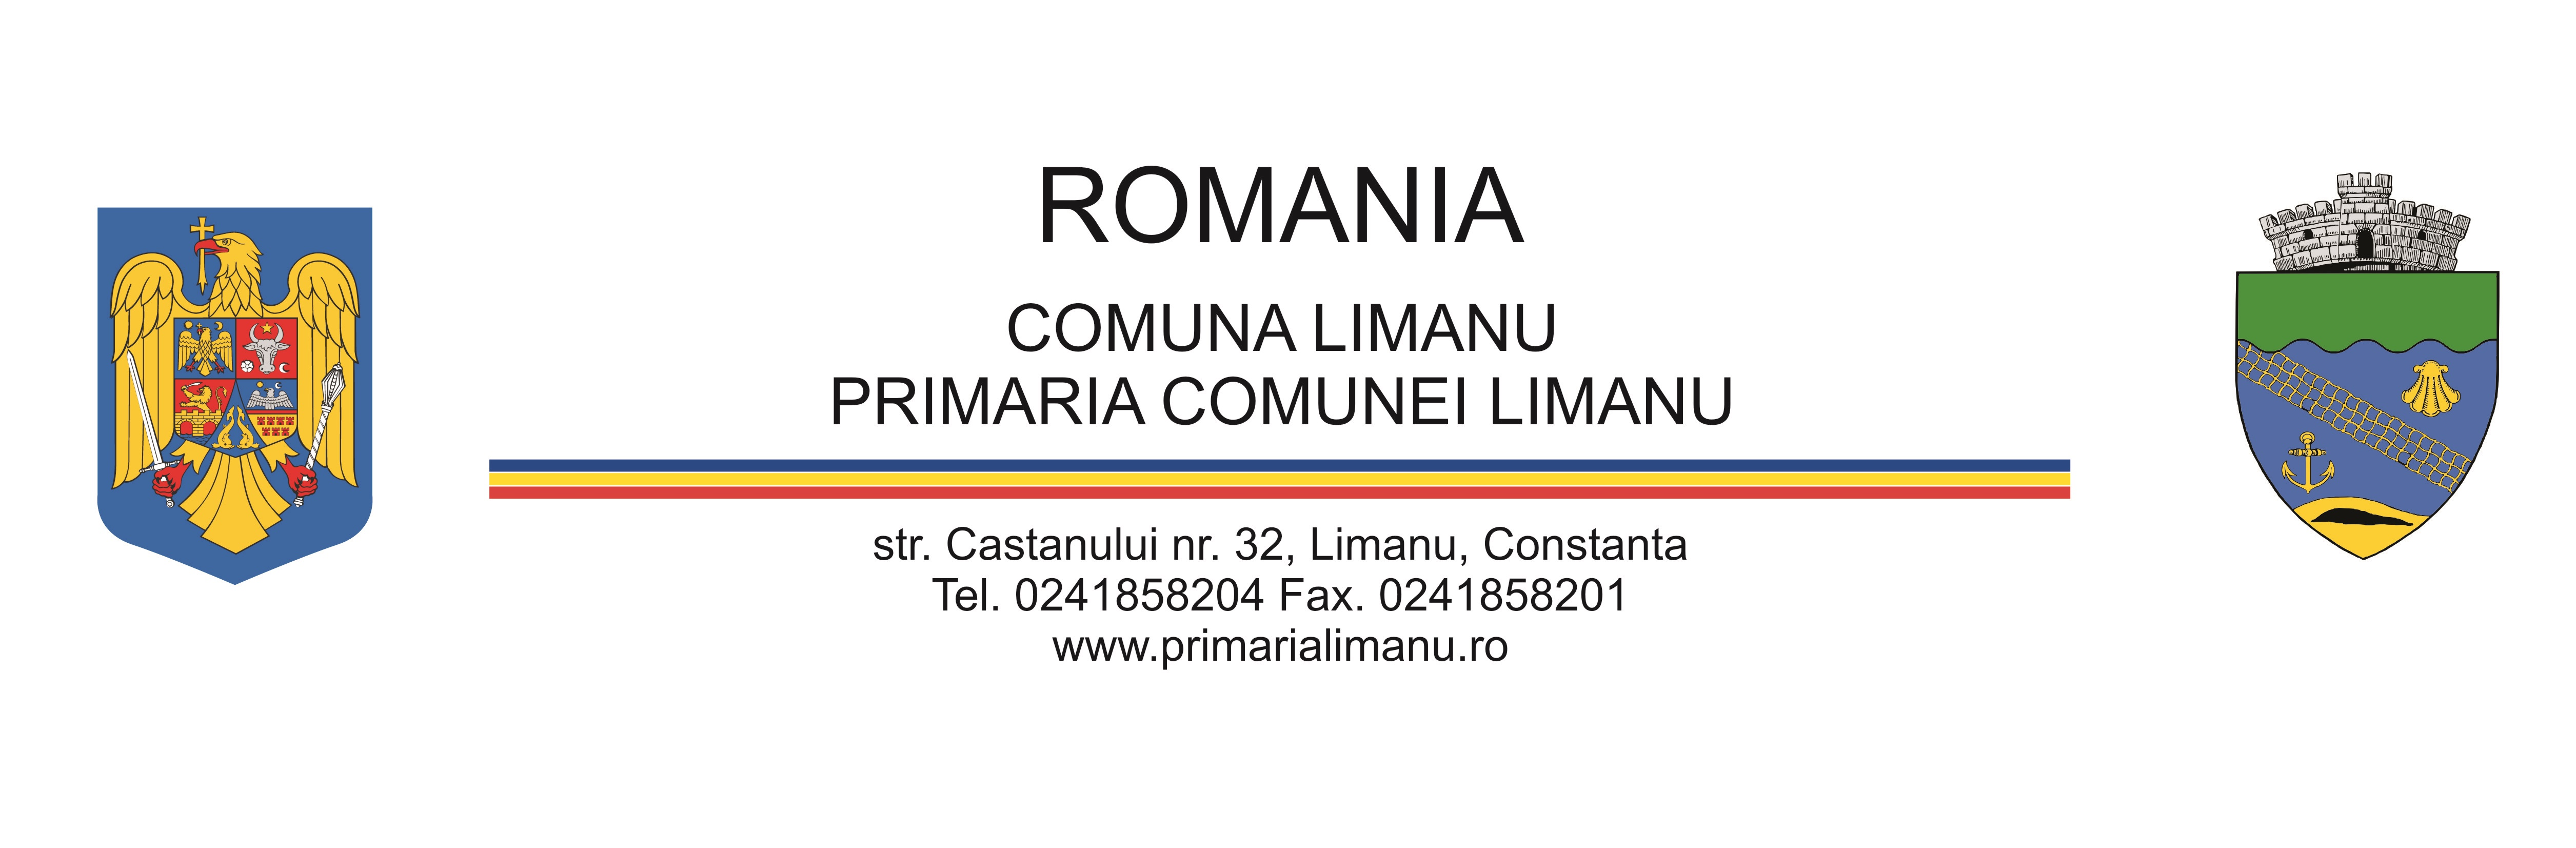 ROMANIA
COMUNA LIMANU
PRIMARIA COMUNEI LIMANU
str. Castanului nr. 32, Limanu, Constanta
Tel. 0241858204 Fax. 0241858201
www.primarialimanu.ro